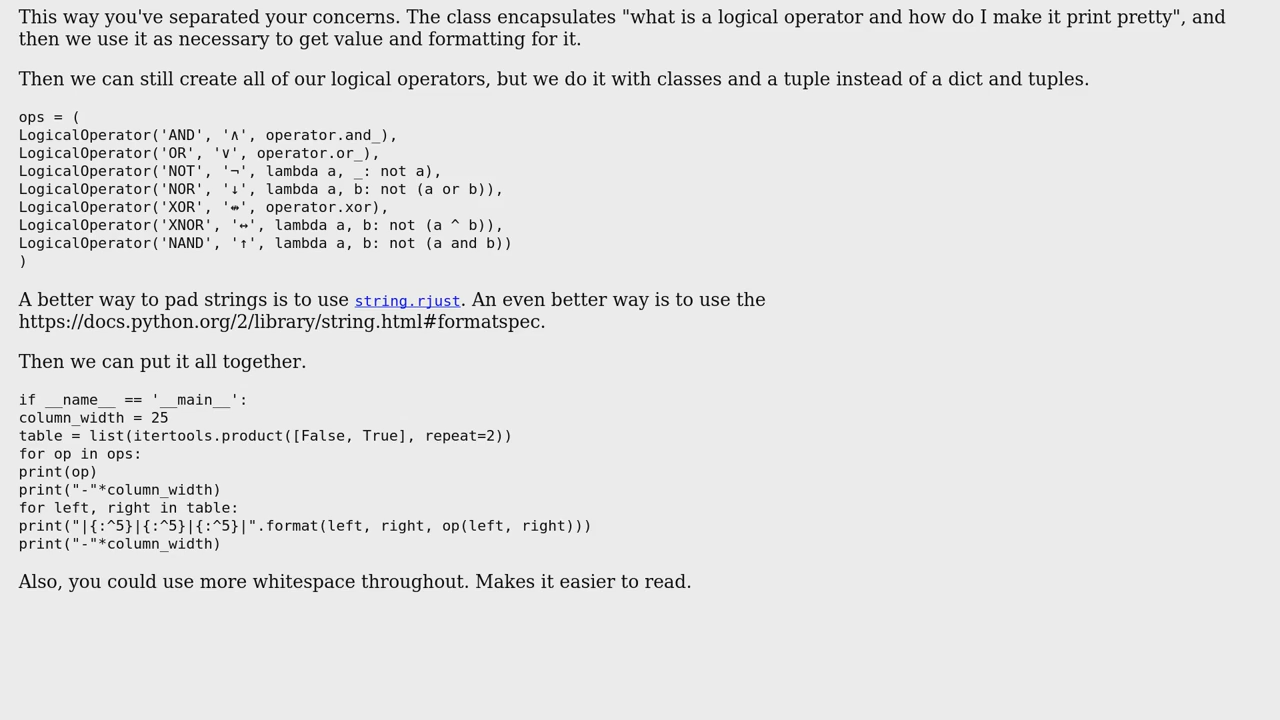 This way you've separated your concerns. The class encapsulates "what is a logical operator and how do I make it print pretty", and
then we use it as necessary to get value and formatting for it.
Then we can still create all of our logical operators, but we do it with classes and a tuple instead of a dict and tuples.
ops = (
LogicalOperator('AND', '∧', operator.and_),
LogicalOperator('OR', '∨', operator.or_),
LogicalOperator('NOT', '¬', lambda a, _: not a),
LogicalOperator('NOR', '↓', lambda a, b: not (a or b)),
LogicalOperator('XOR', '↮', operator.xor),
LogicalOperator('XNOR', '↔', lambda a, b: not (a ^ b)),
LogicalOperator('NAND', '↑', lambda a, b: not (a and b))
)
A better way to pad strings is to use string.rjust. An even better way is to use the
https://docs.python.org/2/library/string.html#formatspec.
Then we can put it all together.
if __name__ == '__main__':
column_width = 25
table = list(itertools.product([False, True], repeat=2))
for op in ops:
print(op)
print("-"*column_width)
for left, right in table:
print("|{:^5}|{:^5}|{:^5}|".format(left, right, op(left, right)))
print("-"*column_width)
Also, you could use more whitespace throughout. Makes it easier to read.